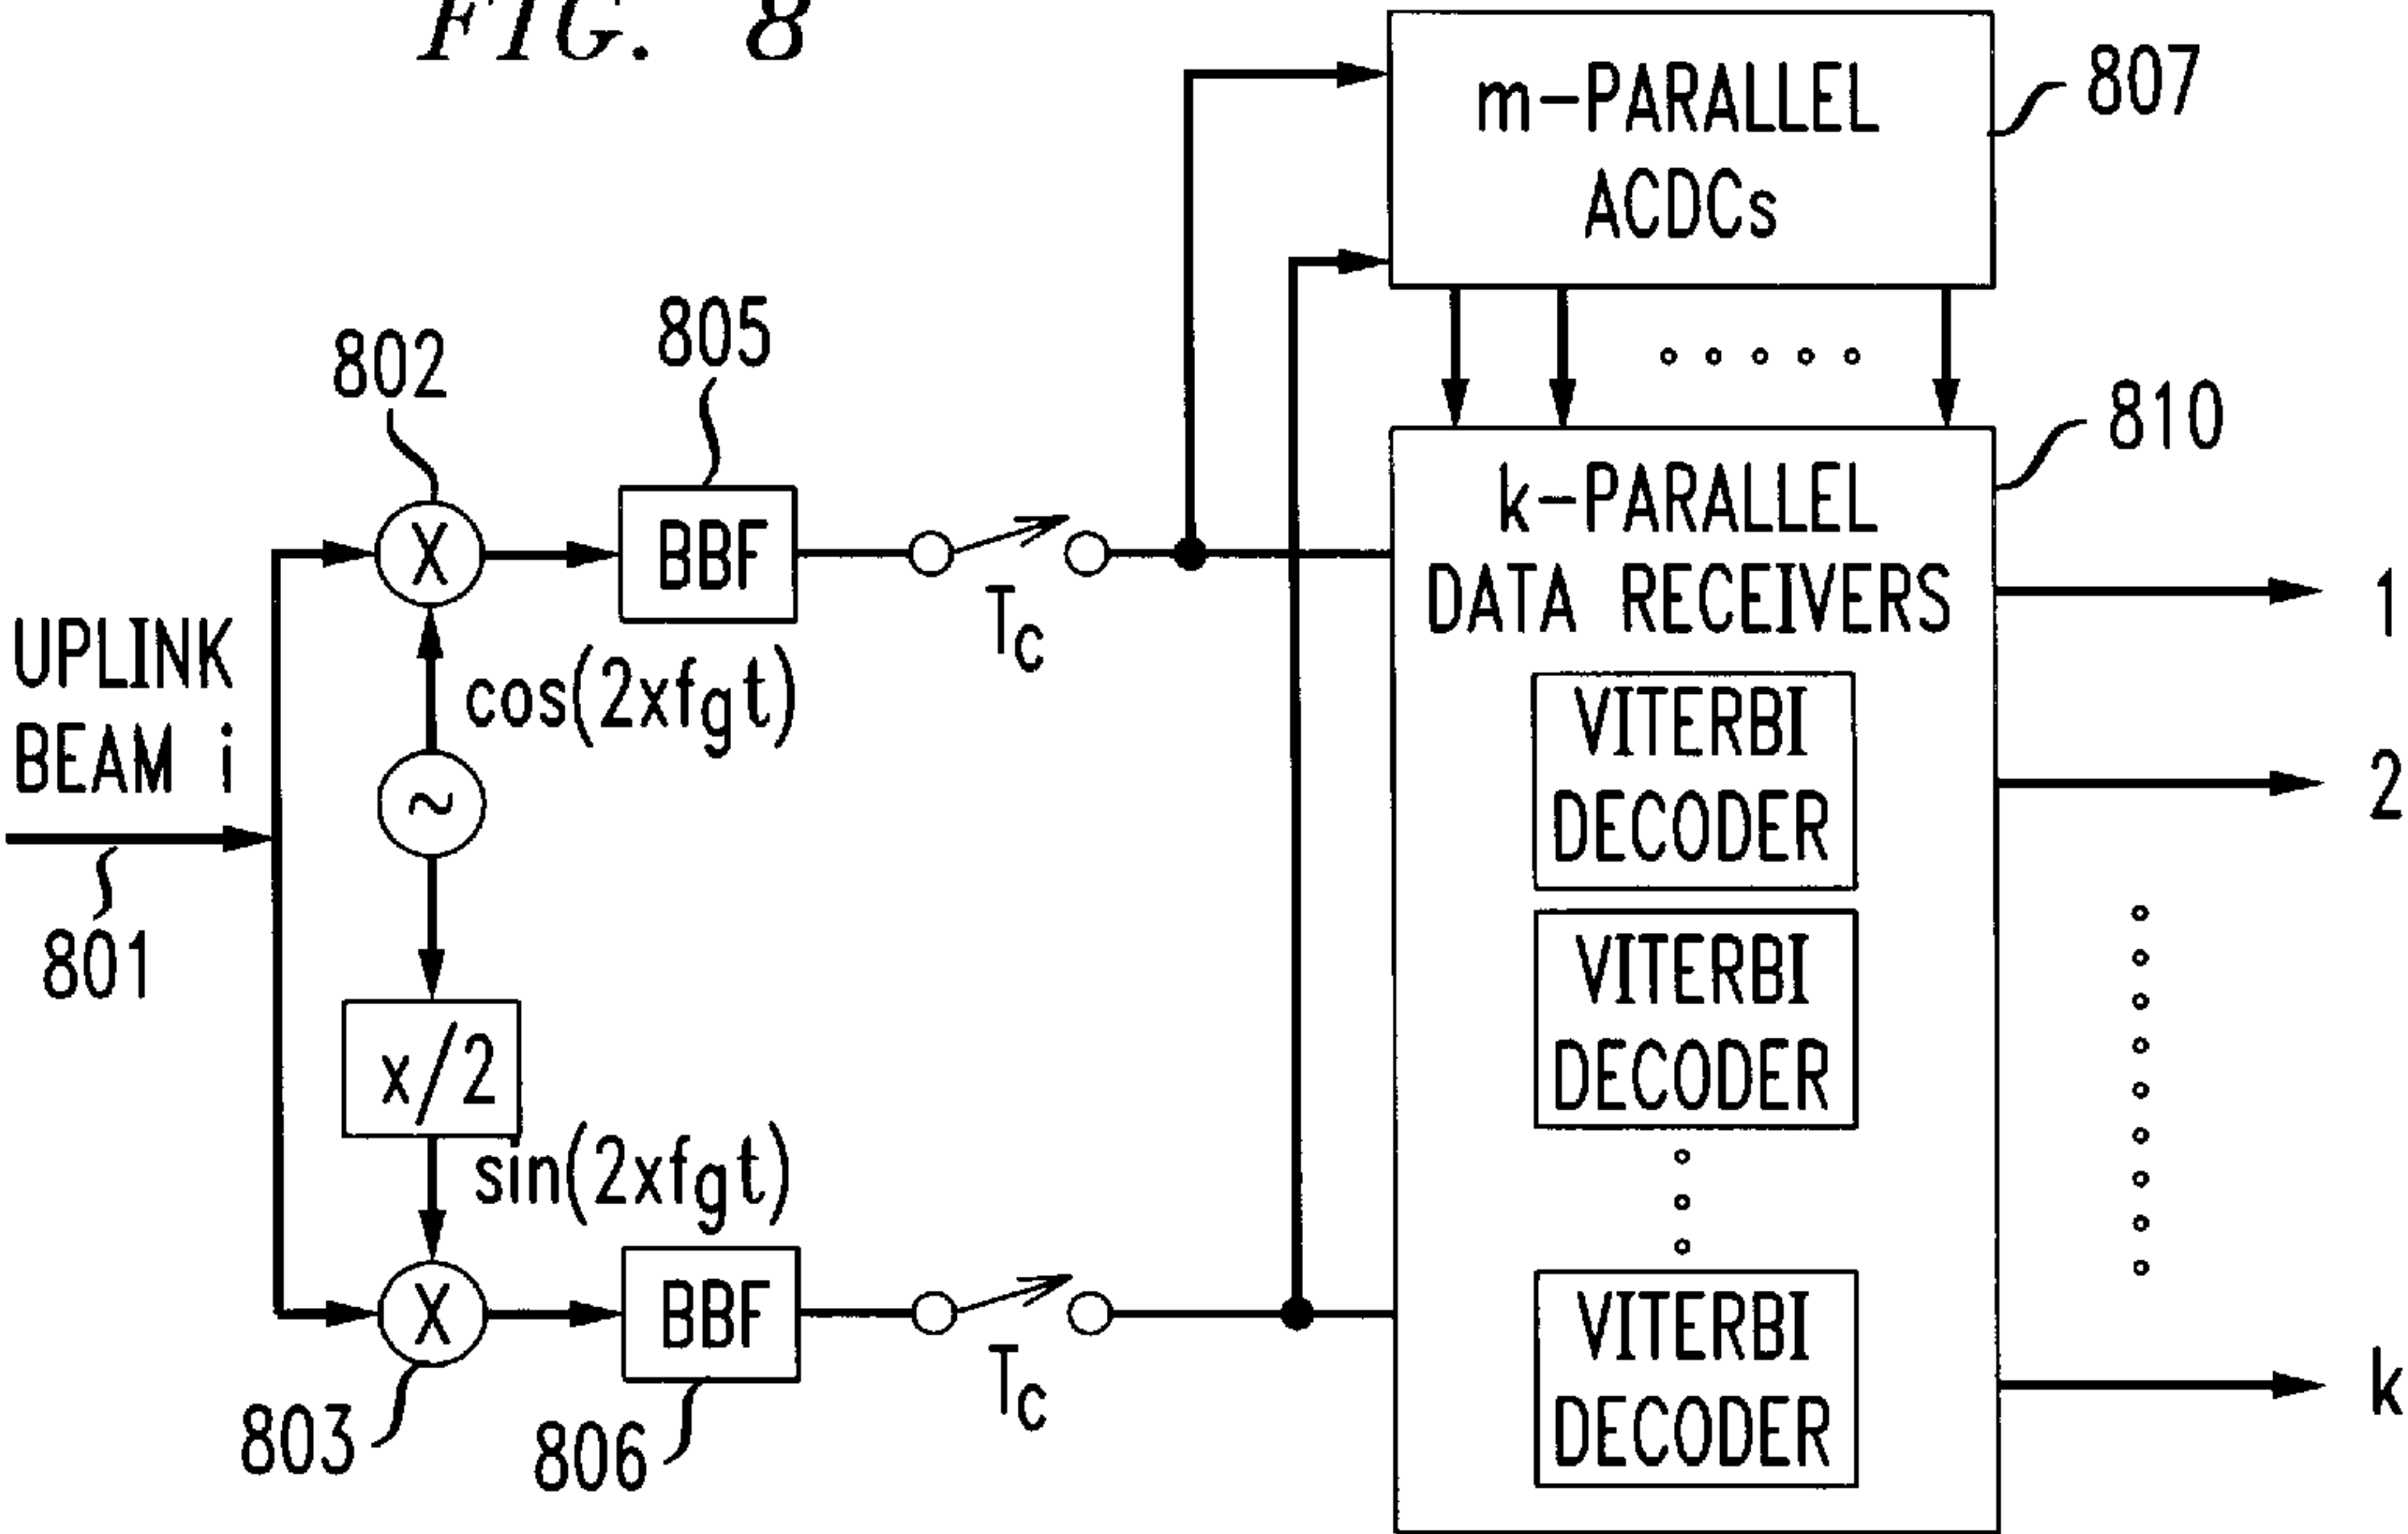 FIG. 8
m-PARALLEL
ACDCs
807
802
805
810
X
BBF
Tc
cos(2xfgt)
k-PARALLEL
DATA RECEIVERS
1
2
k
UPLINK
BEAM i
801
~
x/2
sin(2xfgt)
X
BBF
Tc
803
806
VITERBI
DECODER
VITERBI
DECODER
VITERBI
DECODER